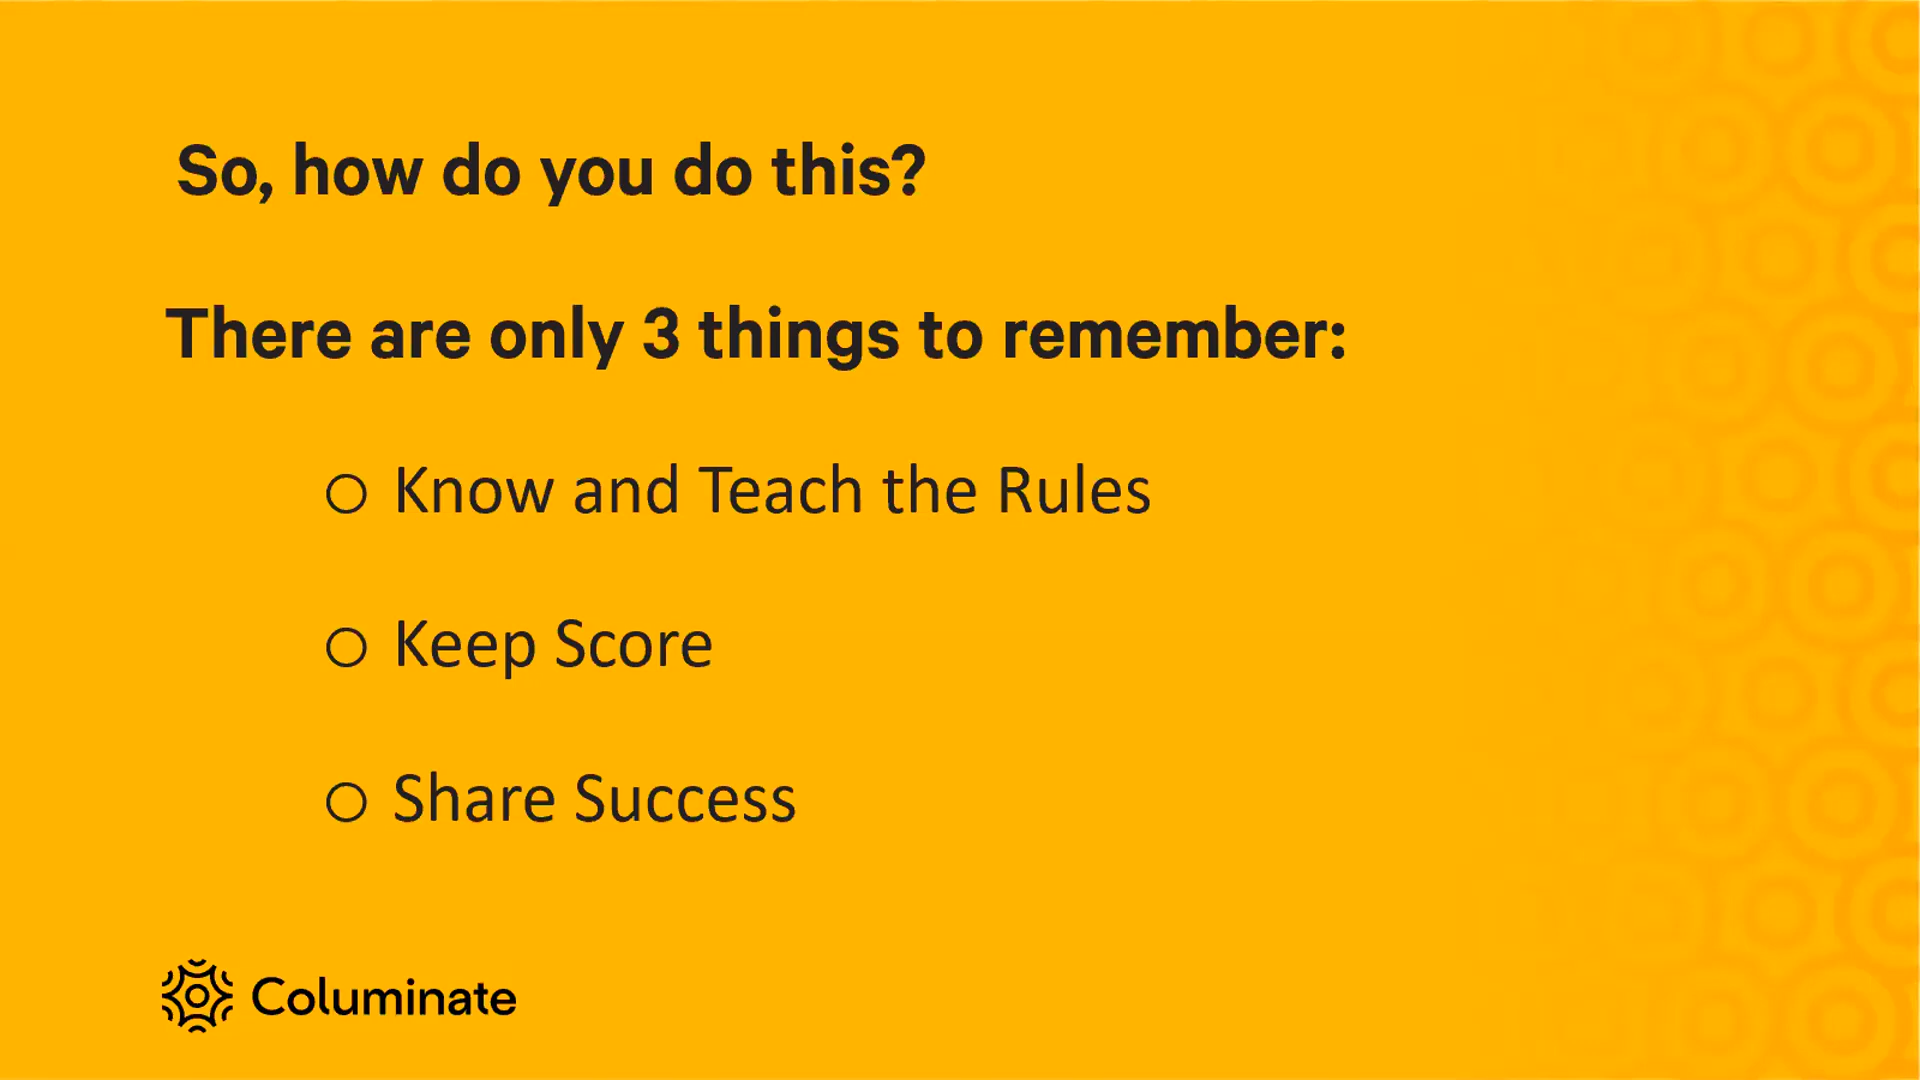 So, how do you do this?
There are only 3 things to remember:
○ Know and Teach the Rules
○ Keep Score
○ Share Success
Columinate